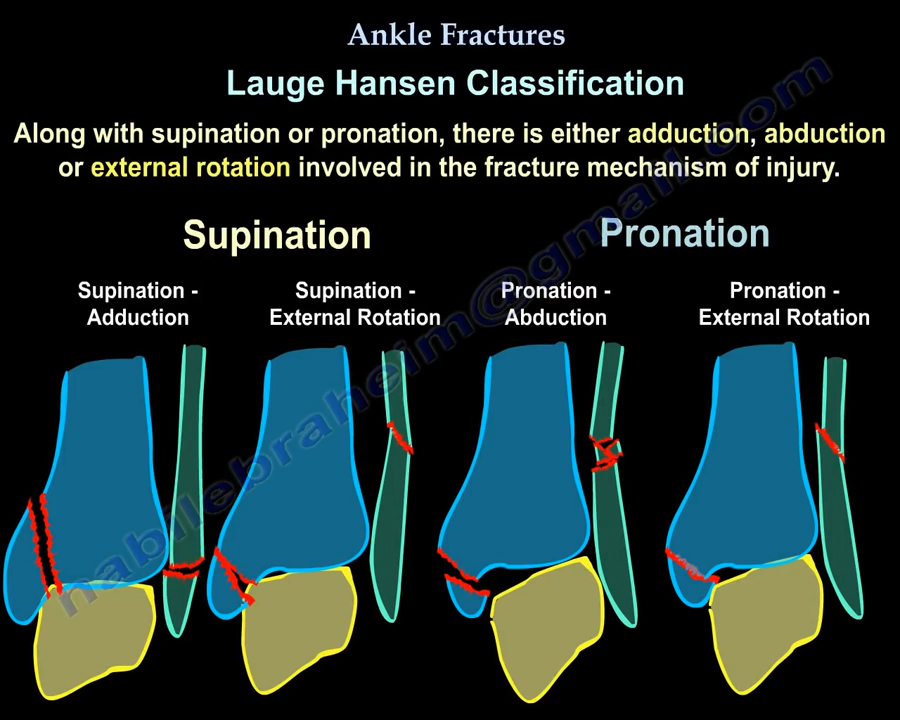 Ankle Fractures
Lauge Hansen Classification
Along with supination or pronation, there is either adduction, abduction
or external rotation involved in the fracture mechanism of injury.
Supination
Pronation
Supination -
Adduction
Supination -
External Rotation
Pronation -
Abduction
Pronation -
External Rotation
nabilebraheim@gmail.com